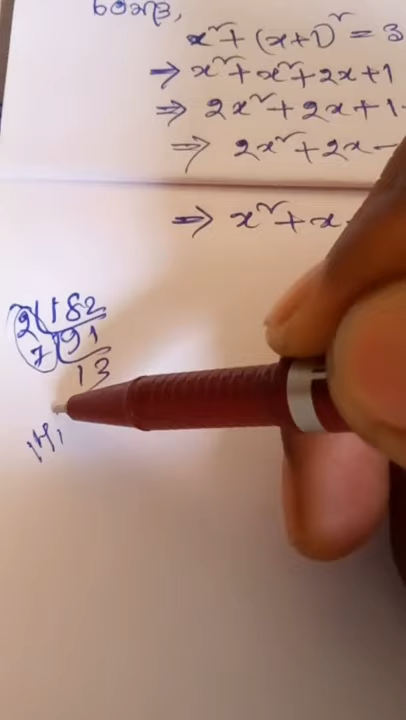 x² + (x+1)² = 3
⇒ x² + x² + 2x + 1
⇒ 2x² + 2x + 1
⇒ 2x² + 2x −
⇒ x² + x
2 182
7 91
13
14,